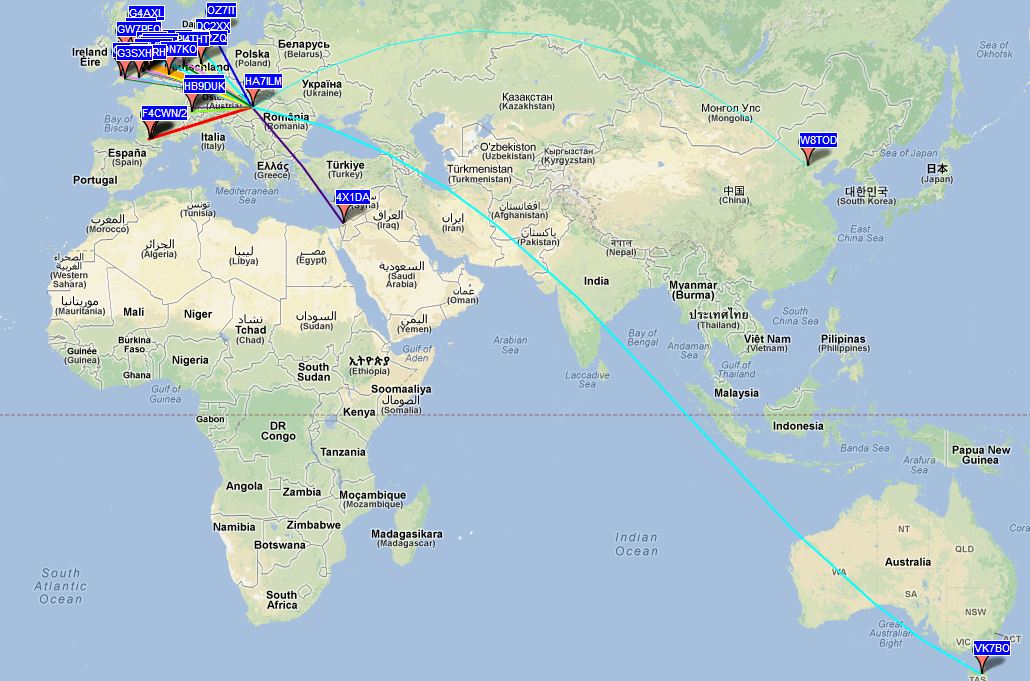 OZ7IT
G4AXL
GW7PEO
DC2XX
Ireland
Éire
G3SXH
Polska
(Poland)
Беларусь
(Belarus)
Україна
(Ukraine)
HB9DUK
HA7ILM
F4CWN/2
România
(Romania)
Bay of
Biscay
Italia
(Italy)
España
(Spain)
Portugal
Ελλάς
(Greece)
Türkiye
(Turkey)
Mediterranean
Sea
4X1DA
Sea of
Okhotsk
Қазақстан
(Kazakhstan)
Монгол Улс
(Mongolia)
W8TOD
Sea of Japan
日本
(Japan)
대한민국
(South Korea)
中国
(China)
East
China Sea
O'zbekiston
(Uzbekistan)
Кыргызстан
(Kyrgyzstan)
Türkmenistan
(Turkmenistan)
افغانستان
(Afghanistan)
پاکستان
(Pakistan)
ایران
(Iran)
العراق
(Iraq)
नेपाल
(Nepal)
India
Myanmar
(Burma)
ประเทศไทย
(Thailand)
Việt Nam
(Vietnam)
South
China Sea
Pilipinas
(Philippines)
Bay of
Bengal
Andaman
Sea
Gulf of
Thailand
Laccadive
Sea
Arabian
Sea
Malaysia
Indonesia
Banda Sea
Arafura
Sea
Papua New
Guinea
المغرب
(Morocco)
الجزائر
(Algeria)
تونس
(Tunisia)
ليبيا
(Libya)
مصر
(Egypt)
السعودية
(Saudi
Arabia)
عُمان
(Oman)
اليمن
(Yemen)
Gulf of
Aden
الصحراء
الغربية
(Western
Sahara)
موريتانيا
(Mauritania)
Mali
Niger
Tchad
(Chad)
السودان
(Sudan)
Burkina
Faso
Guinée
(Guinea)
Ghana
Nigeria
Gulf of
Guinea
South
Sudan
ኢትዮጵያ
(Ethiopia)
Soomaaliya
الصومال
(Somalia)
Kenya
Gabon
DR
Congo
Tanzania
Angola
Zambia
Moçambique
(Mozambique)
Namibia
Zimbabwe
Botswana
Madagasikara
(Madagascar)
South
Africa
South
Atlantic
Ocean
Indian
Ocean
Australia
NT
QLD
WA
SA
NSW
ACT
VIC
Great
Australian
Bight
VK7BO
TAS